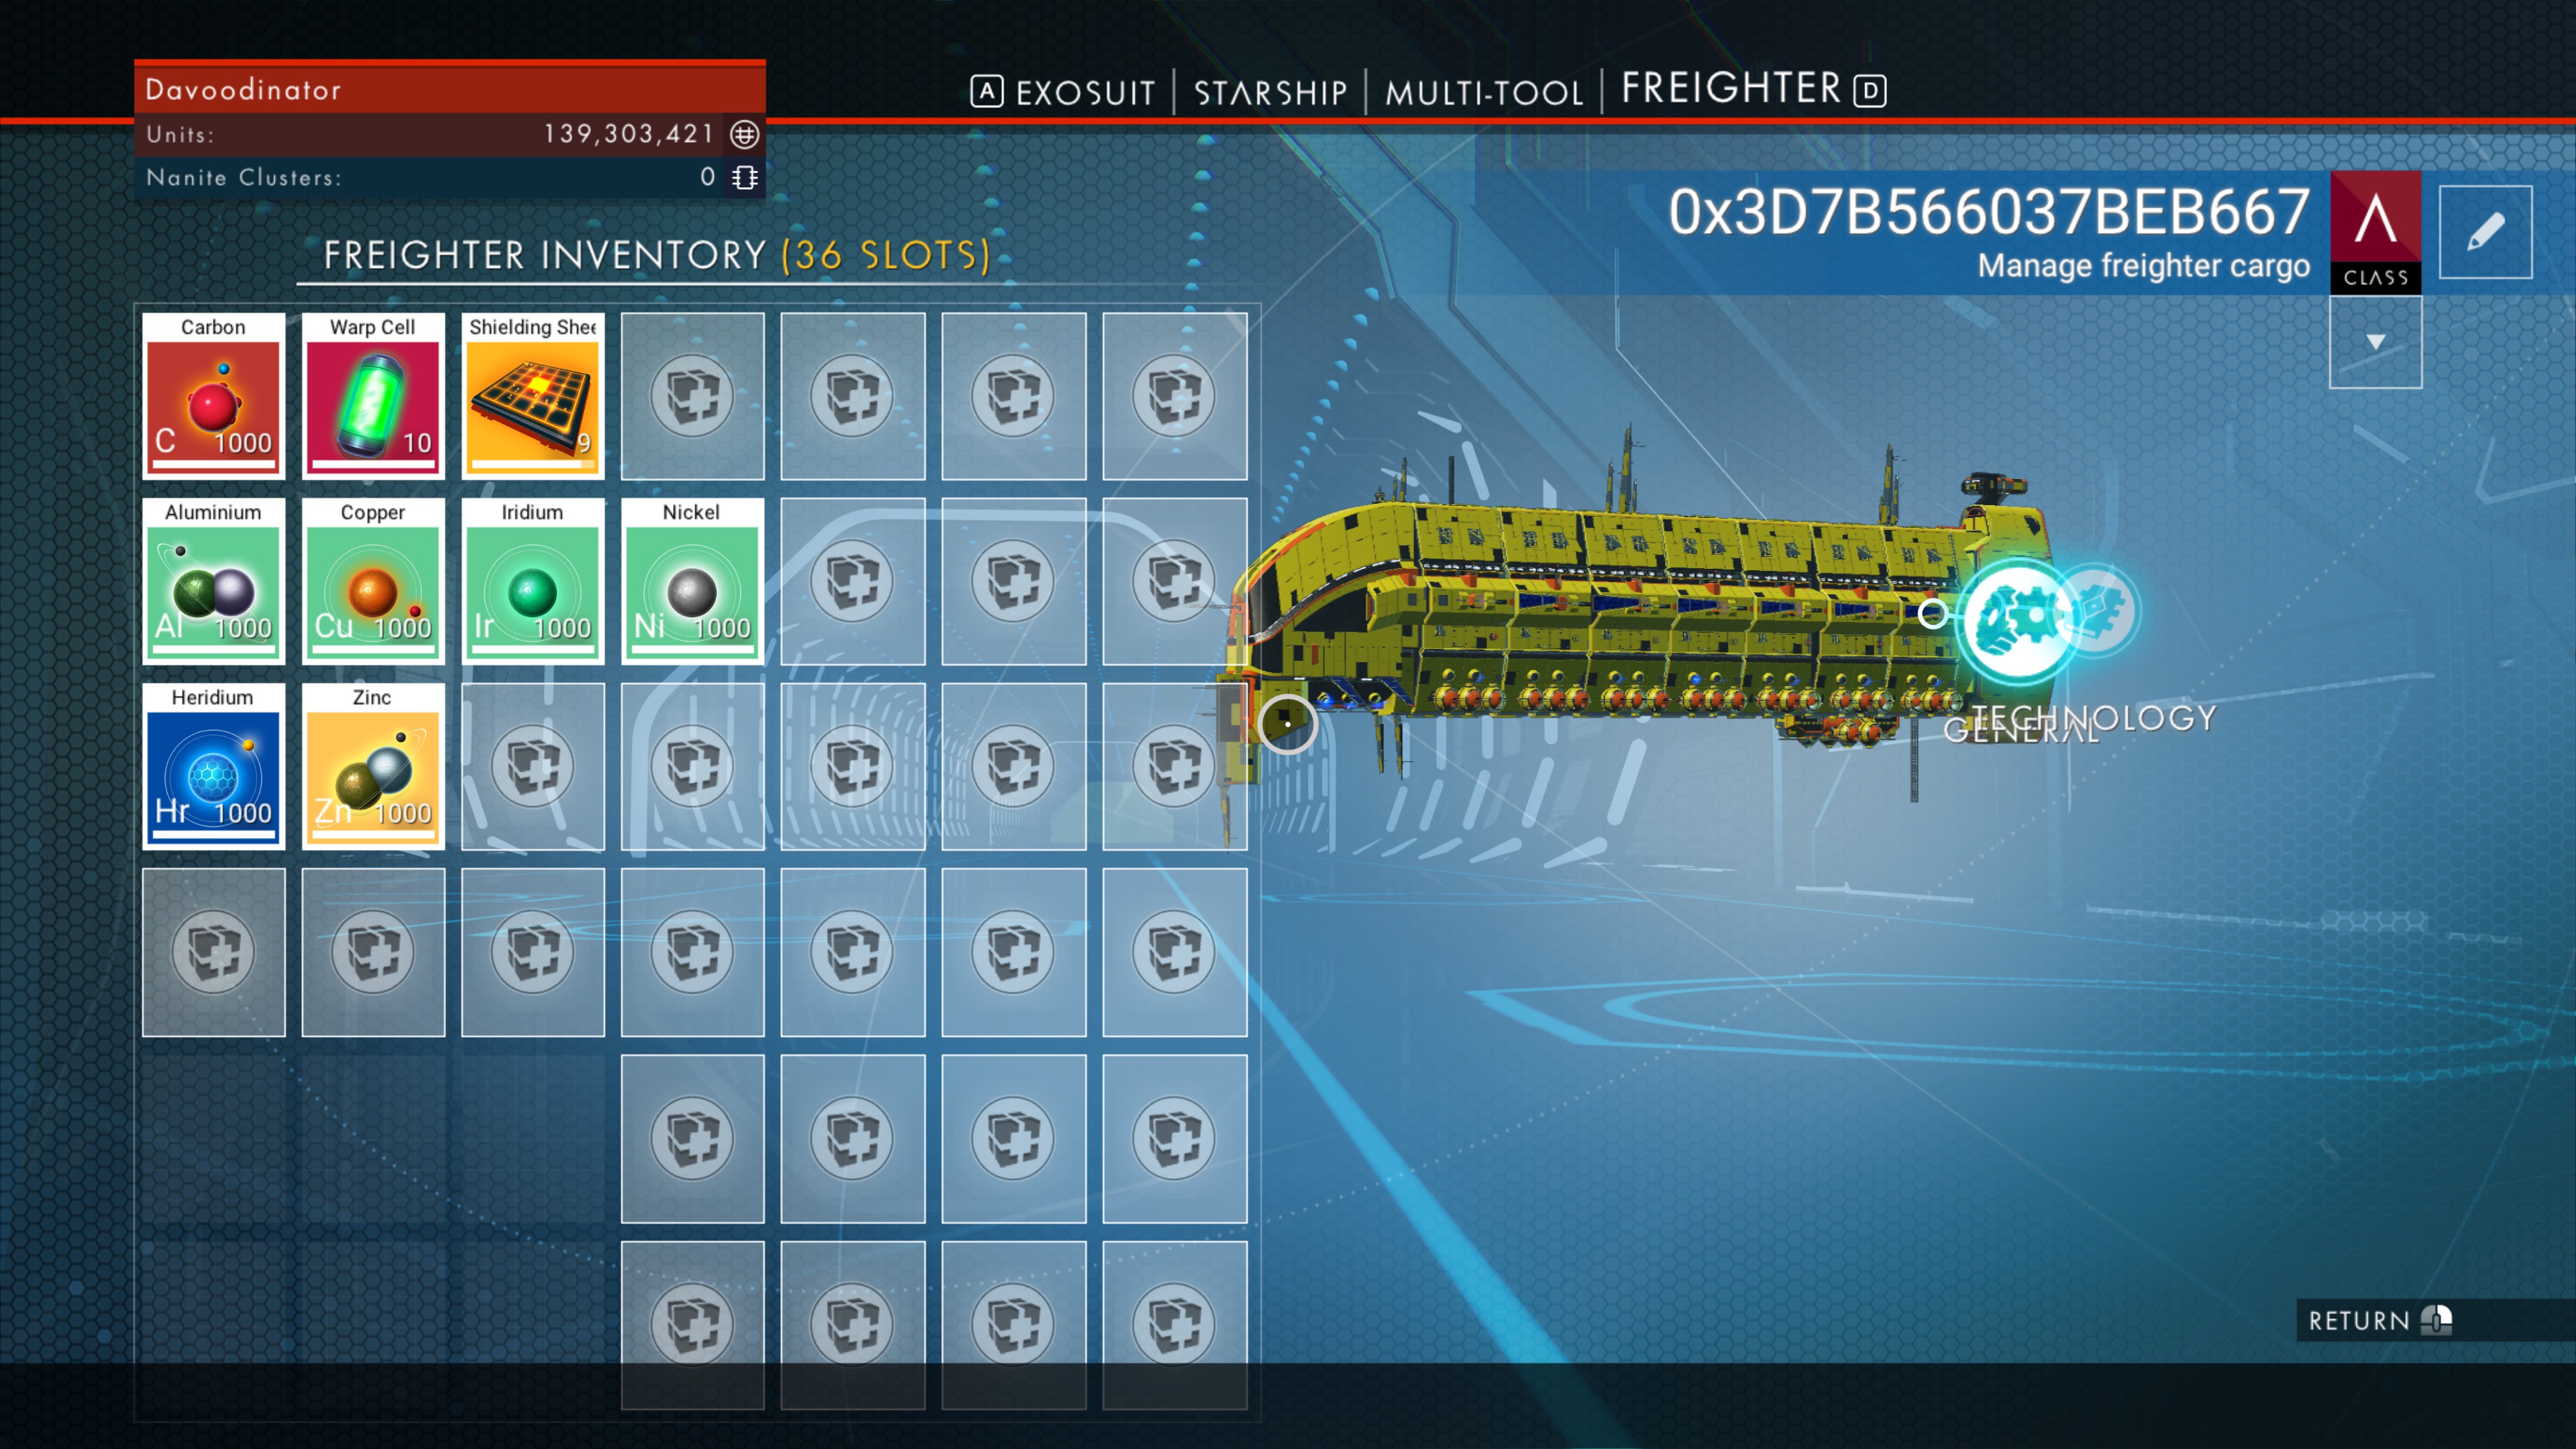 Davoodinator
Units: 139,303,421
Nanite Clusters: 0
A EXOSUIT STARSHIP MULTI-TOOL FREIGHTER D
0x3D7B566037BEB667
Manage freighter cargo
A
CLASS
FREIGHTER INVENTORY (36 SLOTS)
Carbon Warp Cell Shielding Shee
C 1000 10 9
Aluminium Copper Iridium Nickel
Al 1000 Cu 1000 Ir 1000 Ni 1000
Heridium Zinc
Hr 1000 Zn 1000
TECHNOLOGY
GENERAL
RETURN